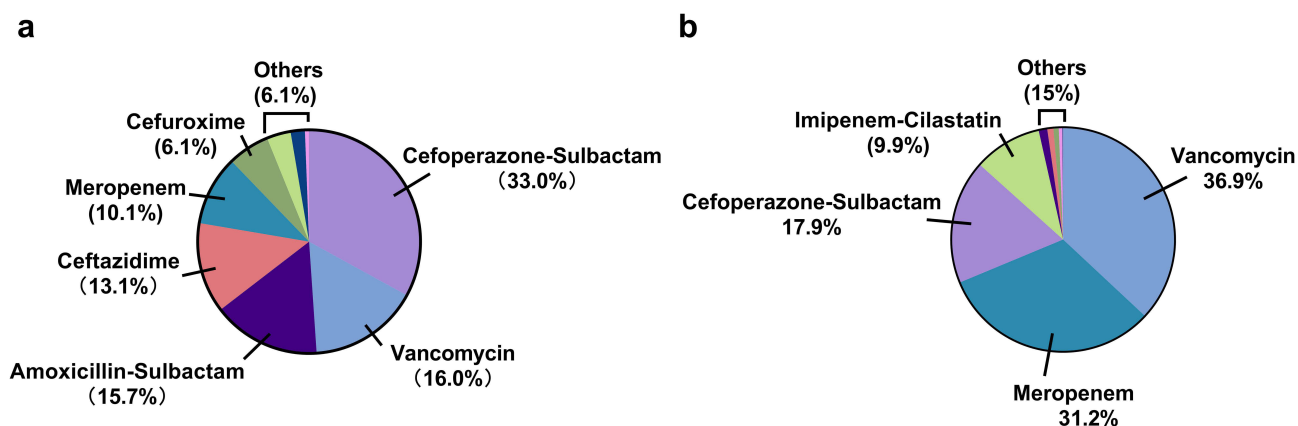 a
Others
(6.1%)
Cefuroxime
(6.1%)
Meropenem
(10.1%)
Ceftazidime
（13.1%）
Amoxicillin-Sulbactam
（15.7%）
Cefoperazone-Sulbactam
（33.0%）
Vancomycin
（16.0%）
b
Others
(15%)
Imipenem-Cilastatin
(9.9%)
Cefoperazone-Sulbactam
17.9%
Vancomycin
36.9%
Meropenem
31.2%